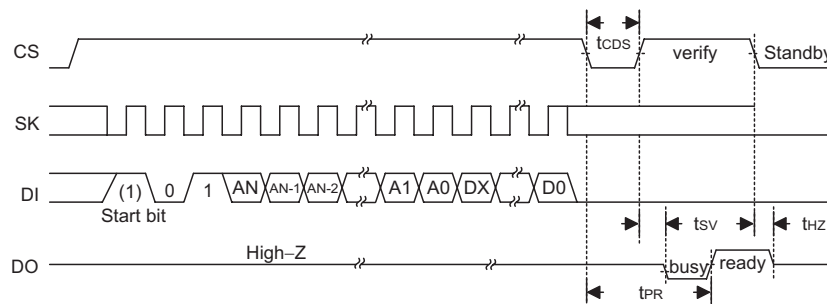 CS
tCDS
verify
Standby
SK
DI
(1)
0
1
AN
AN-1
AN-2
A1
A0
DX
D0
Start bit
tSV
tHZ
DO
High–Z
busy
ready
tPR